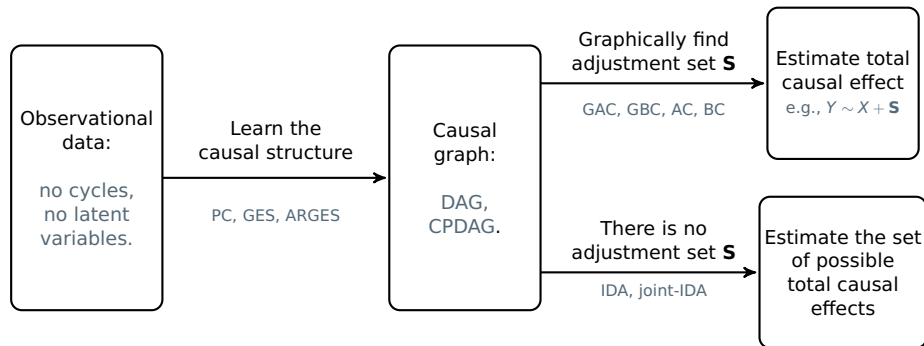 Observational
data:
no cycles,
no latent
variables.
Learn the
causal structure
PC, GES, ARGES
Causal
graph:
DAG,
CPDAG.
Graphically find
adjustment set S
GAC, GBC, AC, BC
Estimate total
causal effect
e.g., Y ~ X + S
There is no
adjustment set S
IDA, joint-IDA
Estimate the set
of possible
total causal
effects